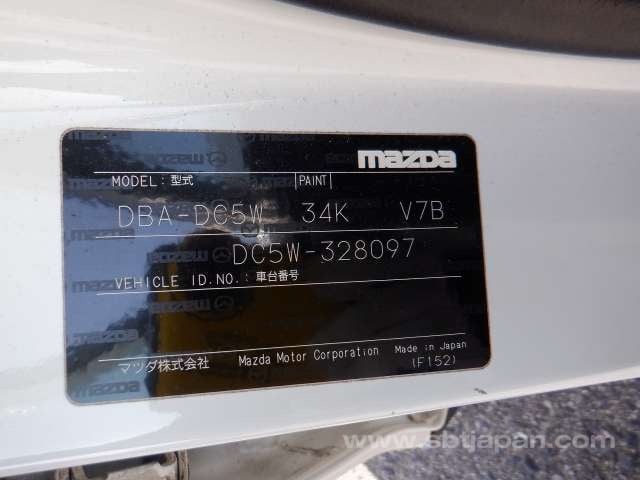 mazda
MODEL:型式 PAINT
DBA-DC5W 34K V7B
DC5W-328097
VEHICLE ID.NO.:車台番号
マツダ株式会社 Mazda Motor Corporation Made in Japan
(F152)
www.sbtjapan.com